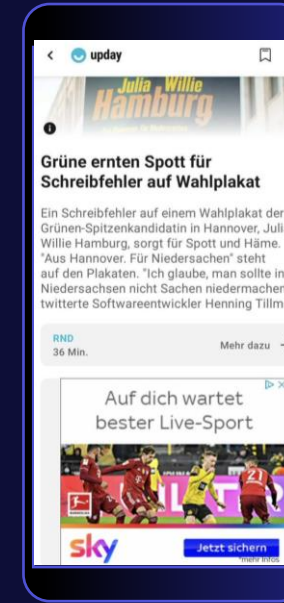 upday
Julia Willie
Hamburg
Grüne ernten Spott für
Schreibfehler auf Wahlplakat
Ein Schreibfehler auf einem Wahlplakat der
Grünen-Spitzenkandidatin in Hannover, Juli
Willie Hamburg, sorgt für Spott und Häme.
"Aus Hannover. Für Niedersachen" steht
auf den Plakaten. "Ich glaube, man sollte in
Niedersachsen nicht Sachen niedermachen
twitterte Softwareentwickler Henning Tillm
RND
36 Min.
Mehr dazu
Auf dich wartet
bester Live-Sport
21
sky
Jetzt sichern
*mehr Infos